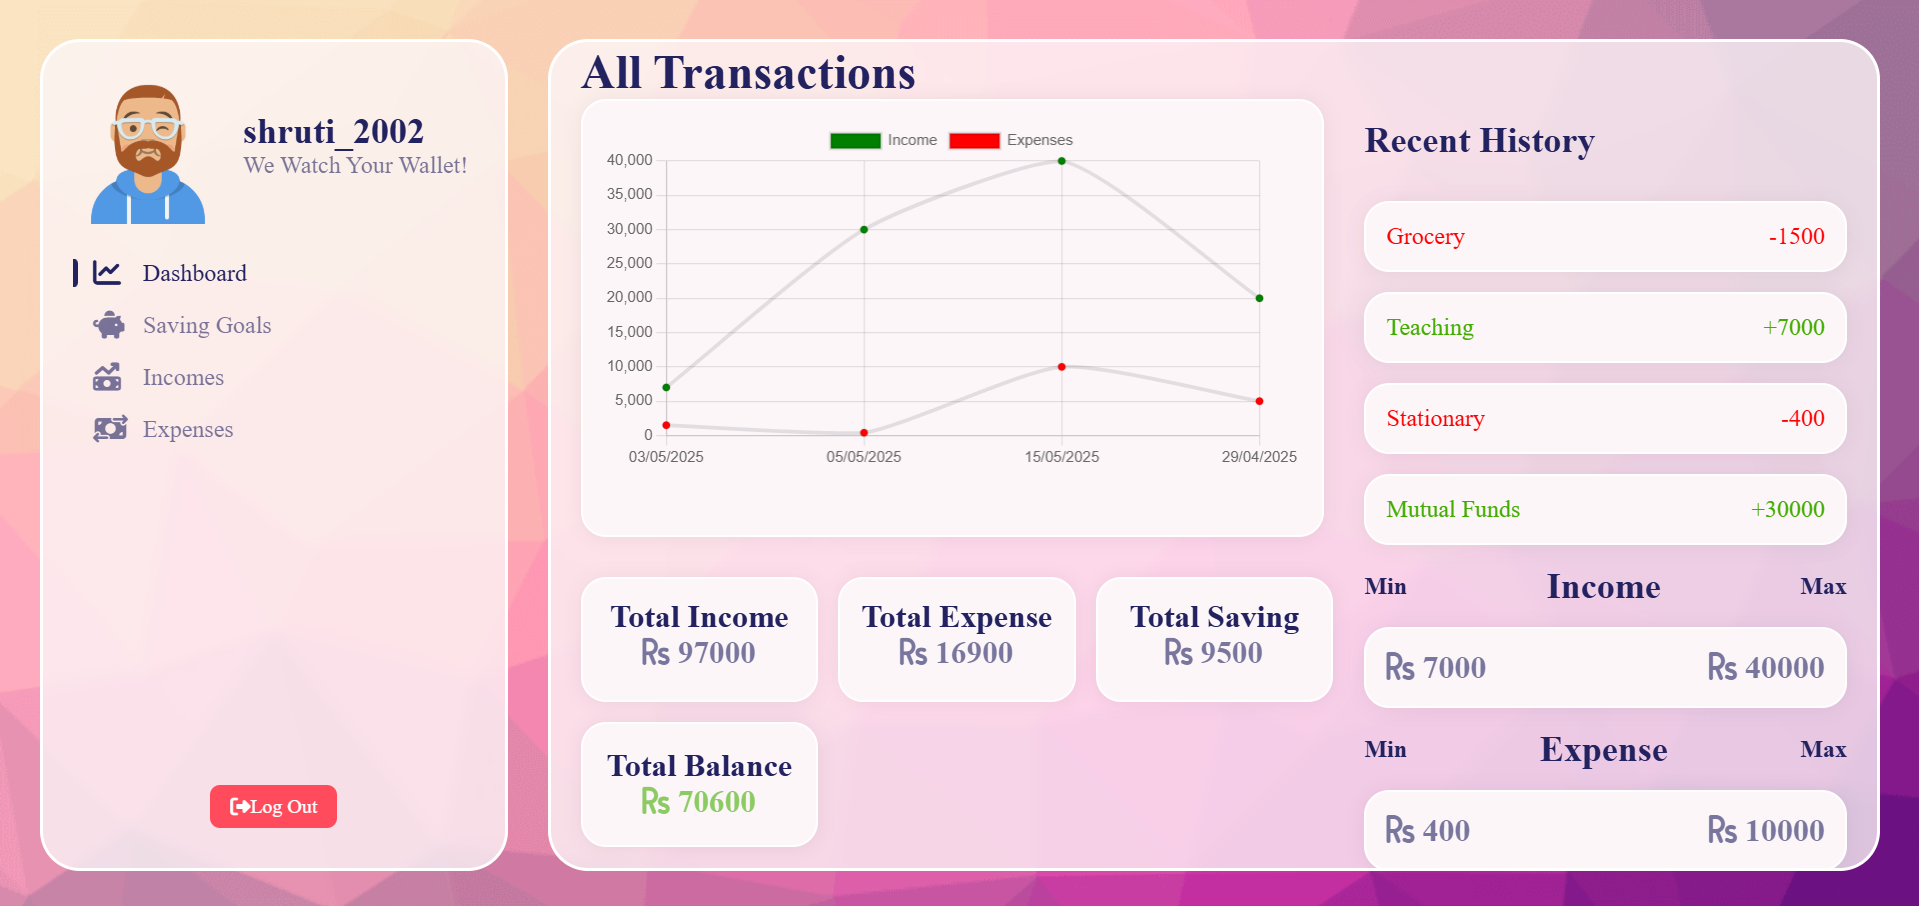 shruti_2002
We Watch Your Wallet!
Dashboard
Saving Goals
Incomes
Expenses
Log Out
All Transactions
Income Expenses
40,000
35,000
30,000
25,000
20,000
15,000
10,000
5,000
0
03/05/2025 05/05/2025 15/05/2025 29/04/2025
Total Income
Rs 97000
Total Expense
Rs 16900
Total Saving
Rs 9500
Total Balance
Rs 70600
Recent History
Grocery -1500
Teaching +7000
Stationary -400
Mutual Funds +30000
Min Income Max
Rs 7000 Rs 40000
Min Expense Max
Rs 400 Rs 10000